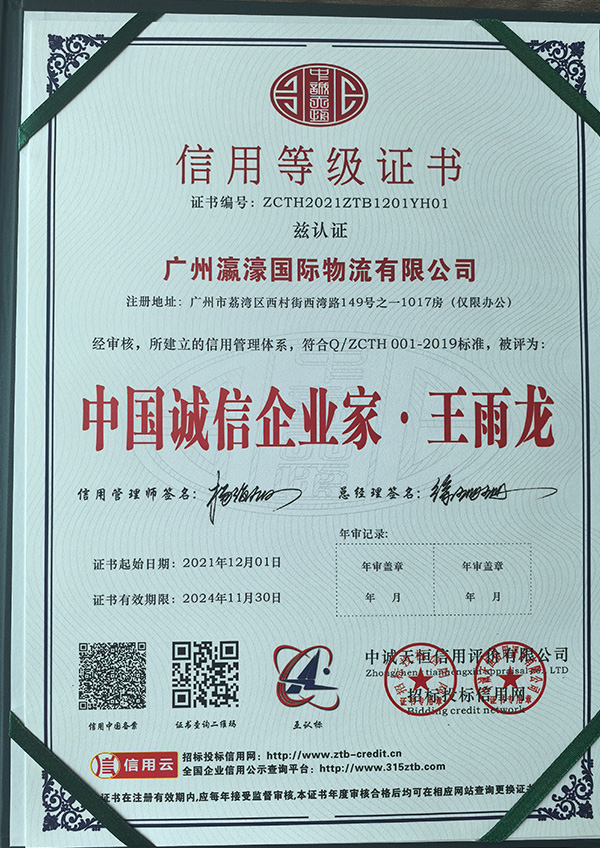 信用等级证书
证书编号：ZCTH2021ZTB1201YH01
兹认证
广州瀛濠国际物流有限公司
注册地址：广州市荔湾区西村街西湾路149号之一1017房（仅限办公）
经审核，所建立的信用管理体系，符合Q/ZCTH 001-2019标准，被评为：
中国诚信企业家·王雨龙
信用管理师签名：
总经理签名：
年审记录：
证书起始日期：2021年12月01日
年审盖章 年审盖章
证书有效期限：2024年11月30日
年 月 年 月
中诚天恒信用评价有限公司
Zhongcheng tianhengxin appraisal co. LTD
招标投标信用网
Bidding credit network
信用中国备案 证书查询二维码 互认标
信用云
招标投标信用网：http://www.ztb-credit.cn
全国企业信用公示查询平台：http://www.315ztb.com
证书在注册有效期内,应每年接受监督审核,本证书年度审核合格后均可在相应网站查询更换证书